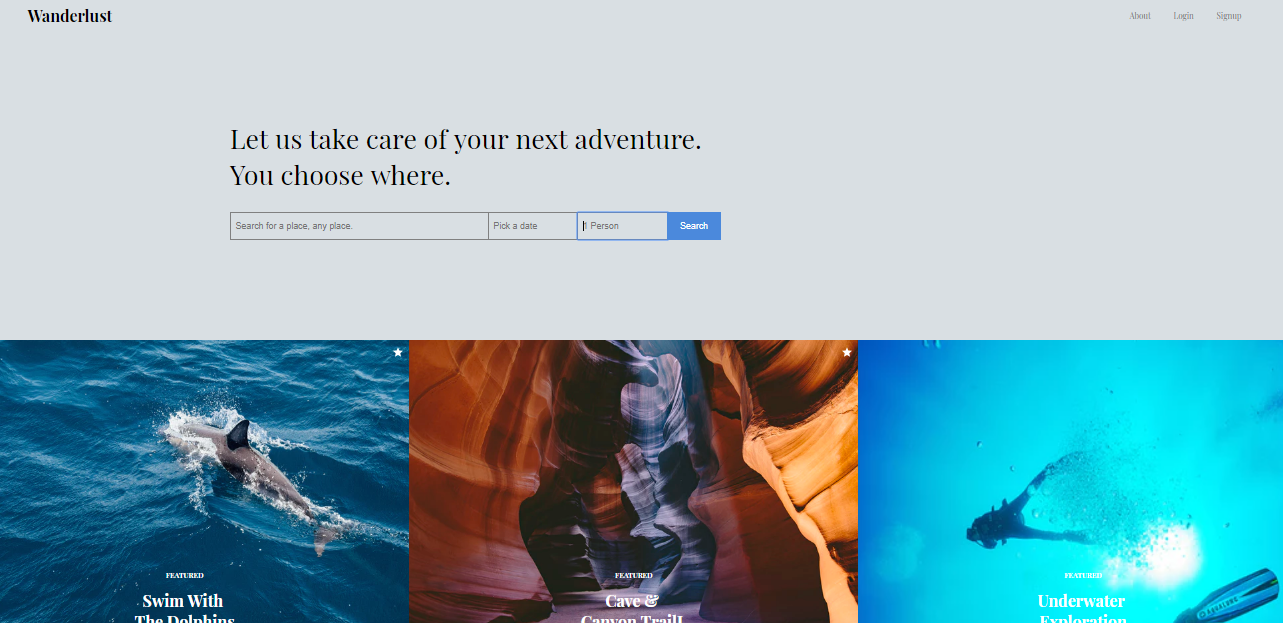 Wanderlust
About Login Signup
Let us take care of your next adventure.
You choose where.
Search for a place, any place. Pick a date 1 Person Search
FEATURED
Swim With
The Dolphins
FEATURED
Cave &
Canyon Trail!
FEATURED
Underwater
Exploration
AQUALUNG